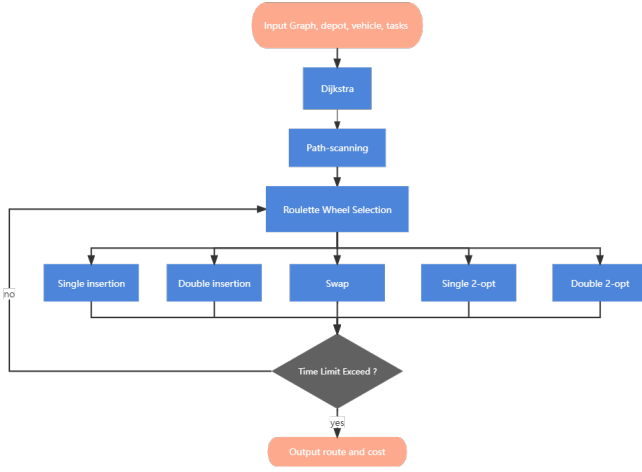 Input Graph, depot, vehicle, tasks
Dijkstra
Path-scanning
Roulette Wheel Selection
Single insertion
Double insertion
Swap
Single 2-opt
Double 2-opt
no
Time Limit Exceed ?
yes
Output route and cost